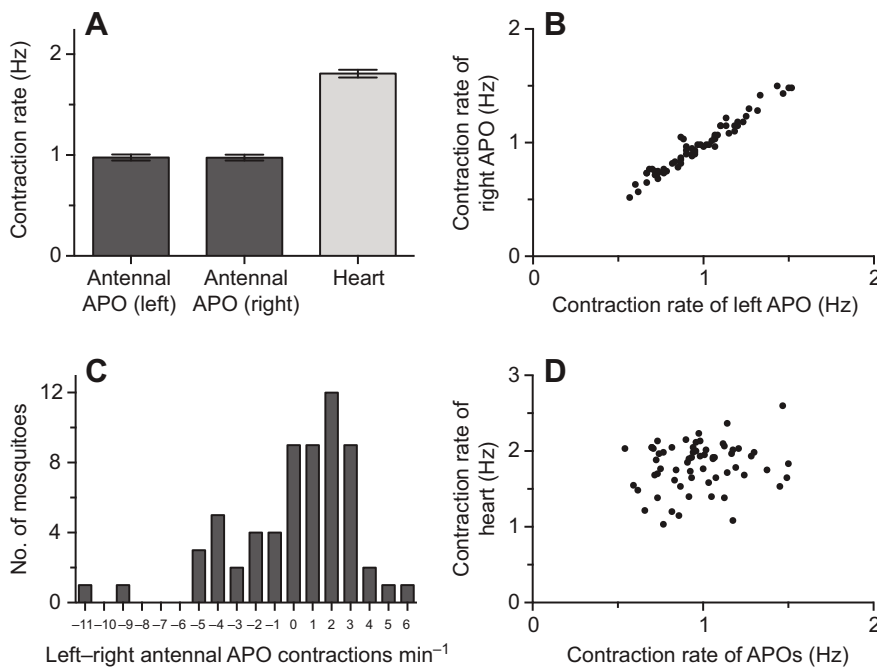 A
Contraction rate (Hz)
2
1
0
Antennal
APO (left)
Antennal
APO (right)
Heart
B
Contraction rate of
right APO (Hz)
2
1
0
0
1
2
Contraction rate of left APO (Hz)
C
No. of mosquitoes
12
8
4
0
–11 –10 –9 –8 –7 –6 –5 –4 –3 –2 –1 0 1 2 3 4 5 6
Left–right antennal APO contractions min–1
D
Contraction rate of
heart (Hz)
3
2
1
0
0
1
2
Contraction rate of APOs (Hz)